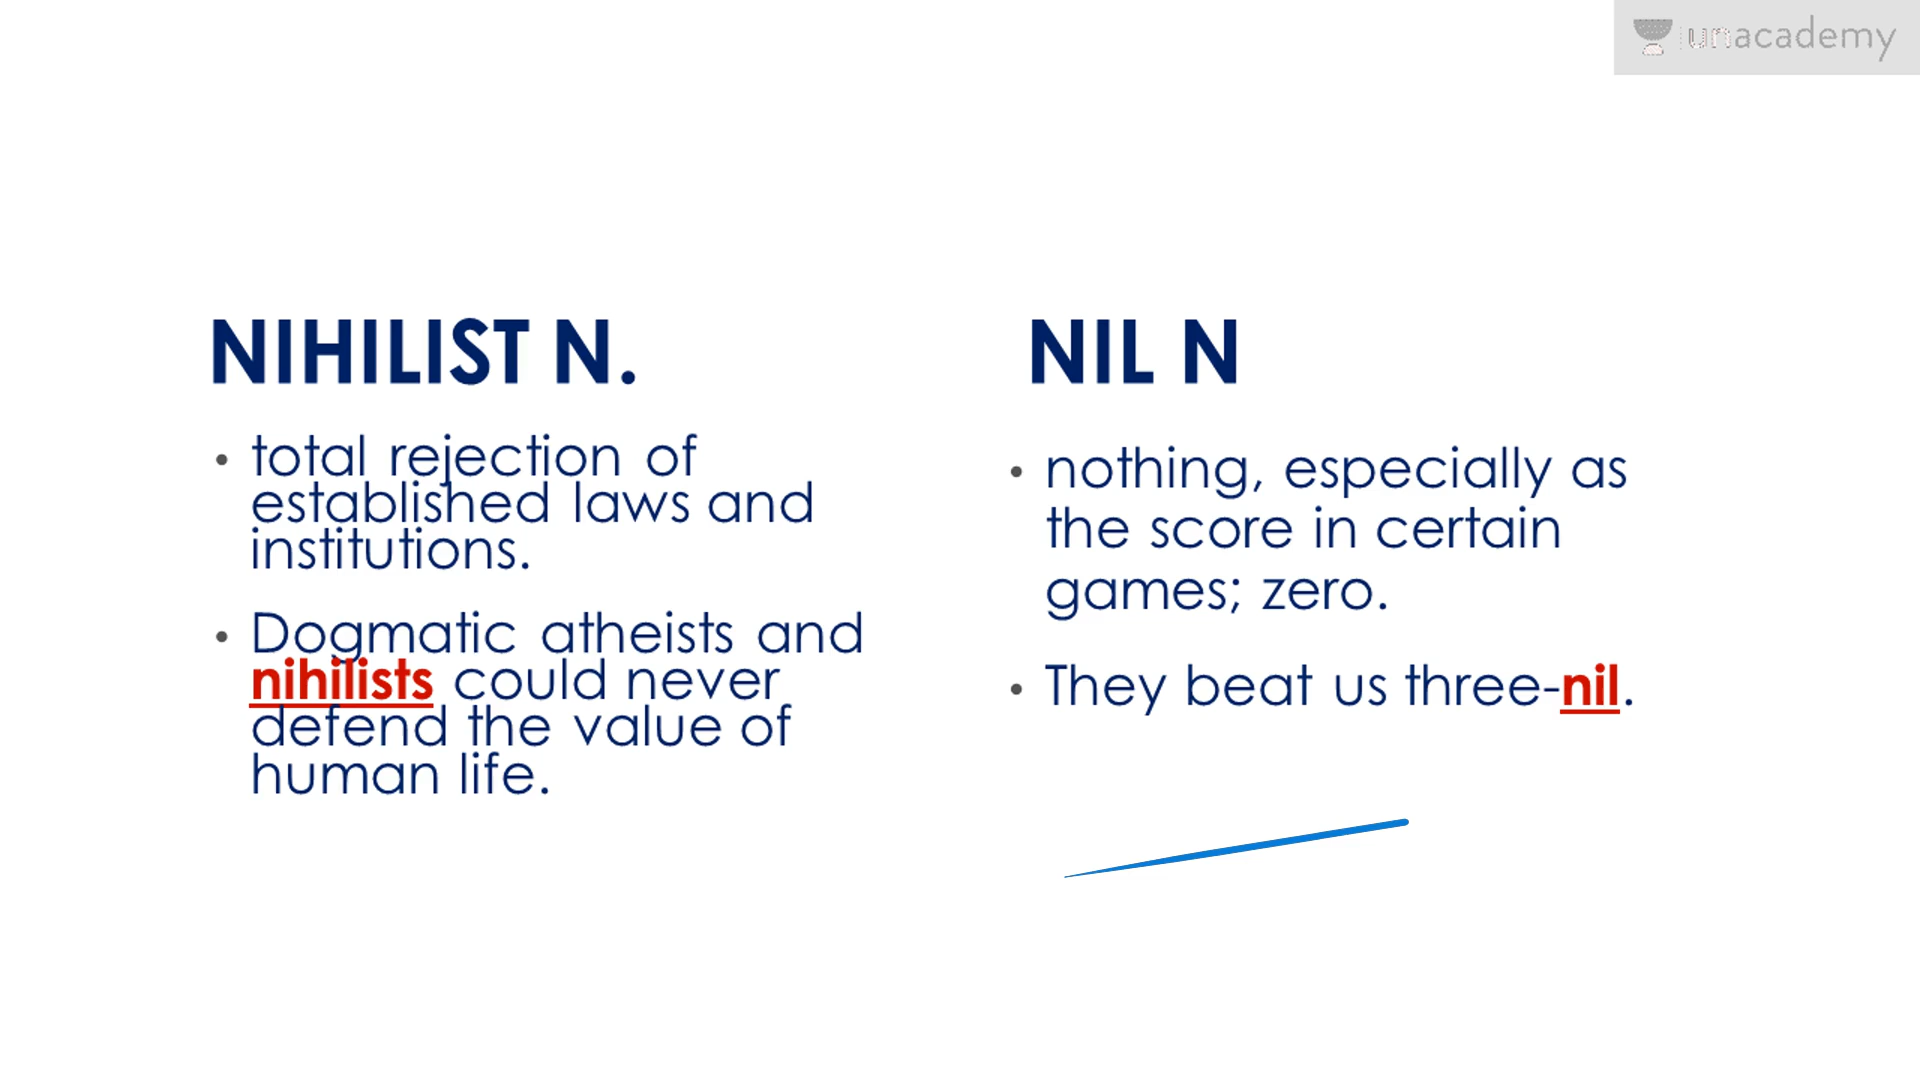 unacademy
NIHILIST N.
• total rejection of
established laws and
institutions.
• Dogmatic atheists and
nihilists could never
defend the value of
human life.
NIL N
• nothing, especially as
the score in certain
games; zero.
• They beat us three-nil.